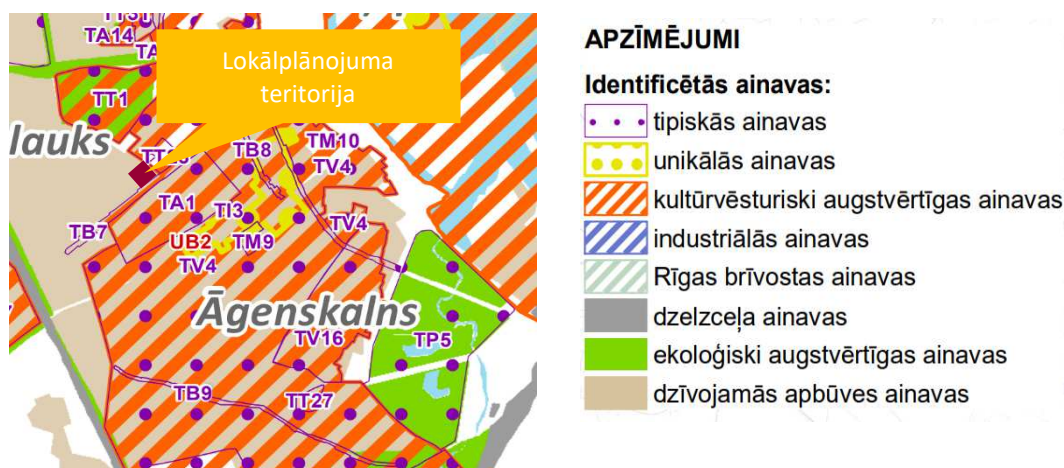 TT31
TA14
TA
Lokālplānojuma
teritorija
TT1
lauks
TB8
TM10
TV4
TA1
TI3
TV4
TB7
UB2
TM9
TV4
Āgenskalns
TV16
TP5
TB9
TT27
APZĪMĒJUMI
Identificētās ainavas:
tipiskās ainavas
unikālās ainavas
kultūrvēsturiski augstvērtīgas ainavas
industriālās ainavas
Rīgas brīvostas ainavas
dzelzceļa ainavas
ekoloģiski augstvērtīgas ainavas
dzīvojamās apbūves ainavas